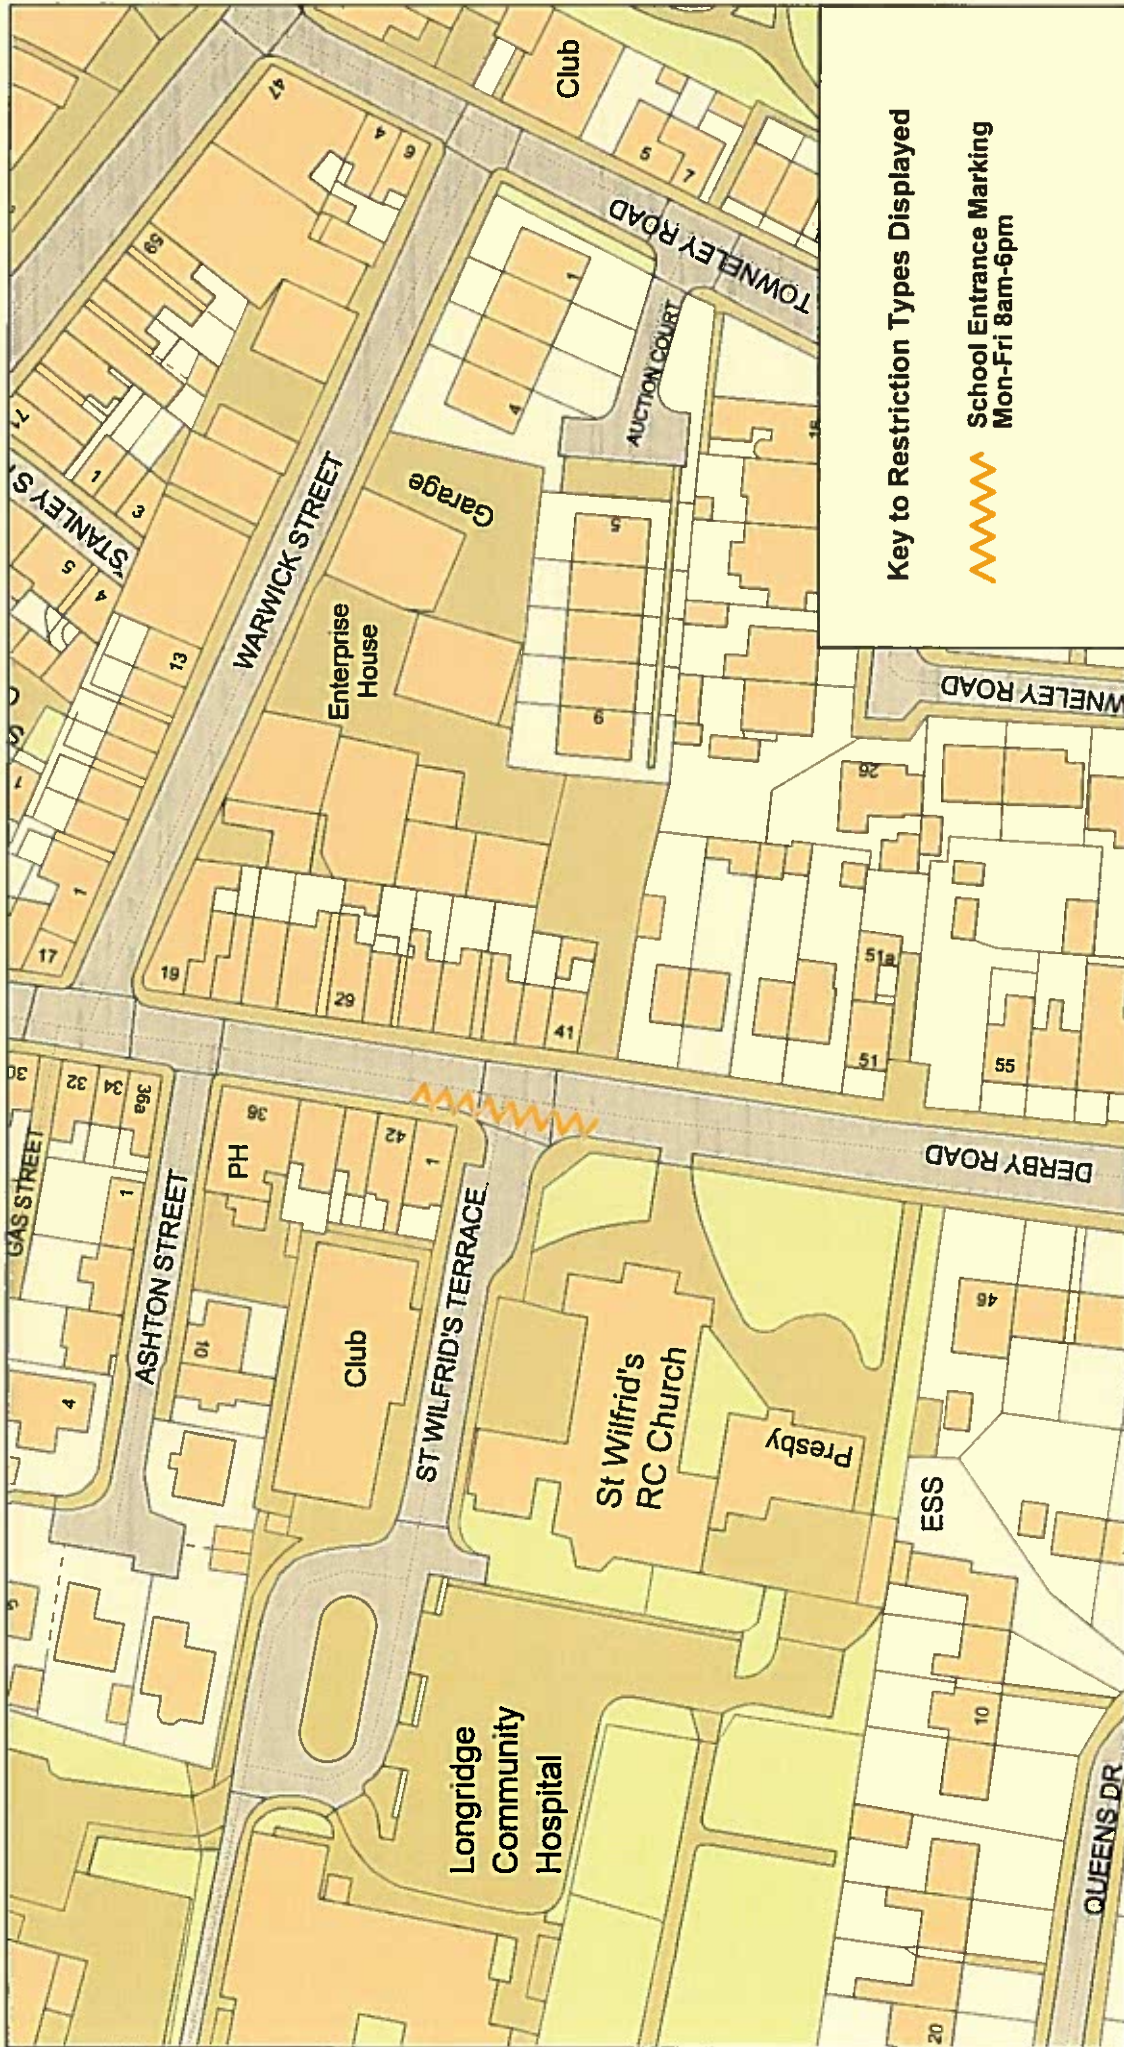 Key to Restriction Types Displayed
School Entrance Marking
Mon-Fri 8am-6pm
GAS STREET
ASHTON STREET
ST WILFRID'S TERRACE
WARWICK STREET
STANLEY ST
TOWNELEY ROAD
AUCTION COURT
DERBY ROAD
QUEENS DR
Longridge
Community
Hospital
St Wilfrid's
RC Church
Presby
ESS
Club
PH
Enterprise
House
Garage
Club
47
4
6
59
71
1
3
5
4
13
1
1
17
19
29
41
30
32
34
36a
1
38
42
1
10
4
5
7
1
4
5
9
26
51a
51
55
46
10
20